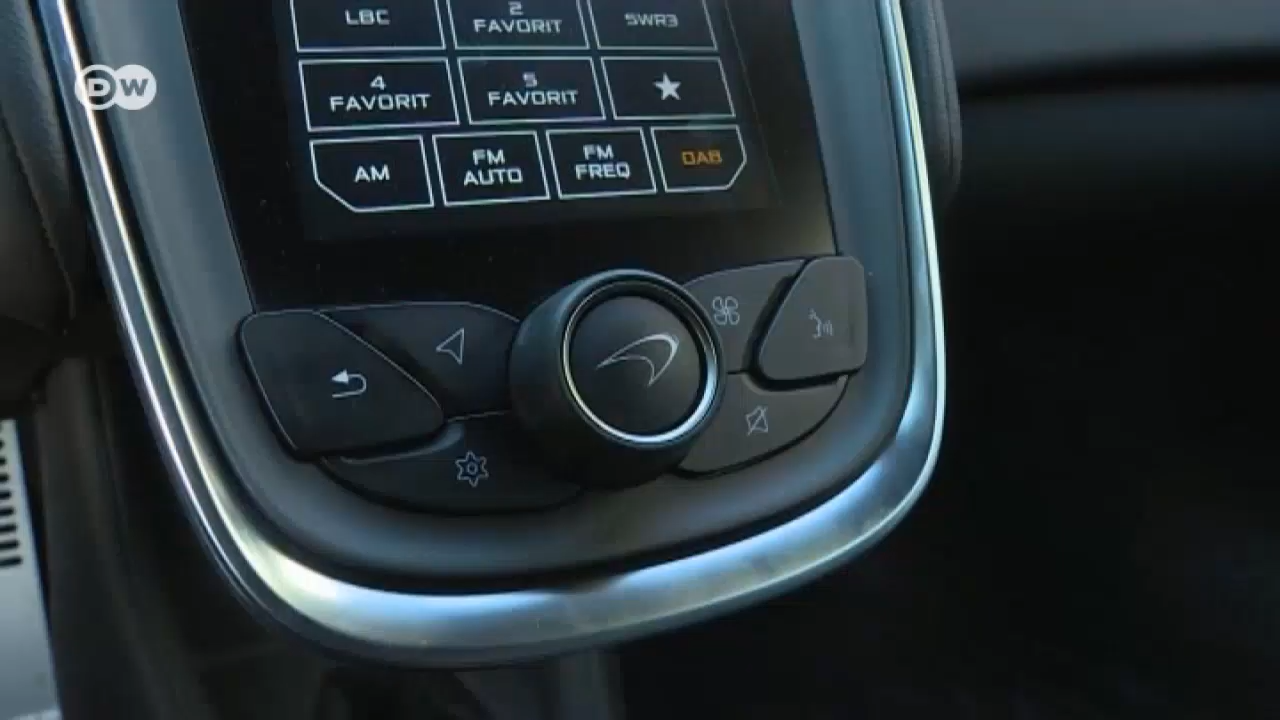 DW
LBC
2
FAVORIT
SWR3
4
FAVORIT
5
FAVORIT
AM
FM
AUTO
FM
FREQ
DAB